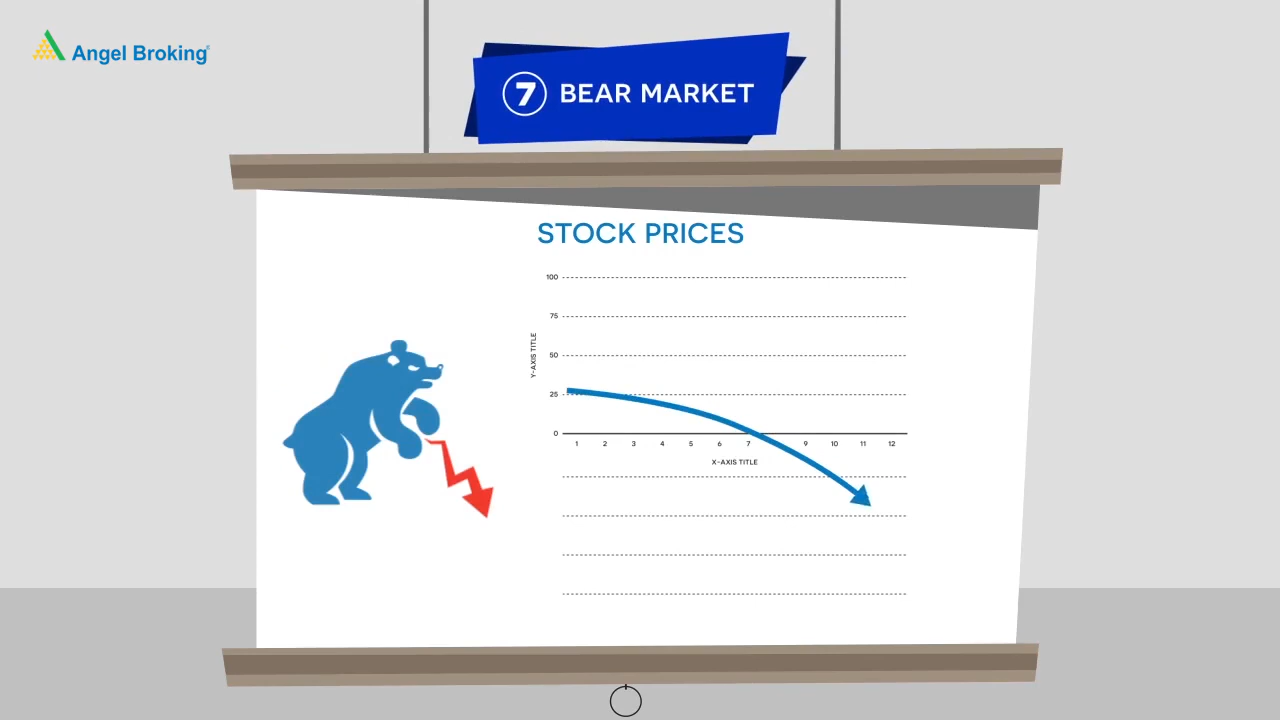 Angel Broking
7 BEAR MARKET
STOCK PRICES
100
75
50
25
0
Y-AXIS TITLE
1 2 3 4 5 6 7 9 10 11 12
X-AXIS TITLE